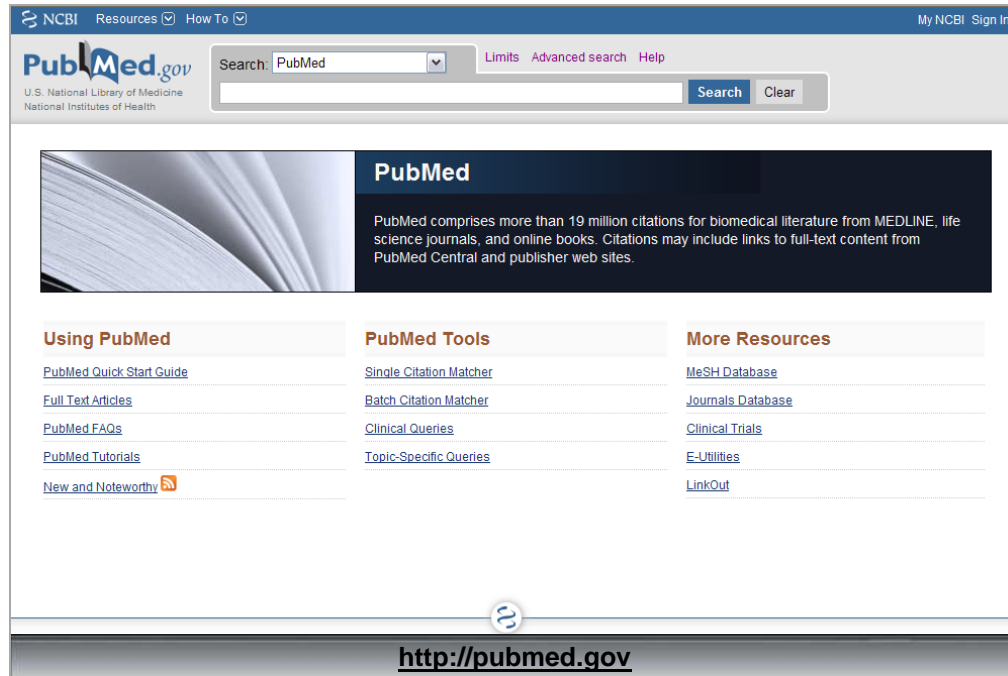 NCBI Resources How To My NCBI Sign In
PubMed.gov
U.S. National Library of Medicine
National Institutes of Health
Search: PubMed
Limits Advanced search Help
Search Clear
PubMed
PubMed comprises more than 19 million citations for biomedical literature from MEDLINE, life
science journals, and online books. Citations may include links to full-text content from
PubMed Central and publisher web sites.
Using PubMed
PubMed Quick Start Guide
Full Text Articles
PubMed FAQs
PubMed Tutorials
New and Noteworthy
PubMed Tools
Single Citation Matcher
Batch Citation Matcher
Clinical Queries
Topic-Specific Queries
More Resources
MeSH Database
Journals Database
Clinical Trials
E-Utilities
LinkOut
http://pubmed.gov